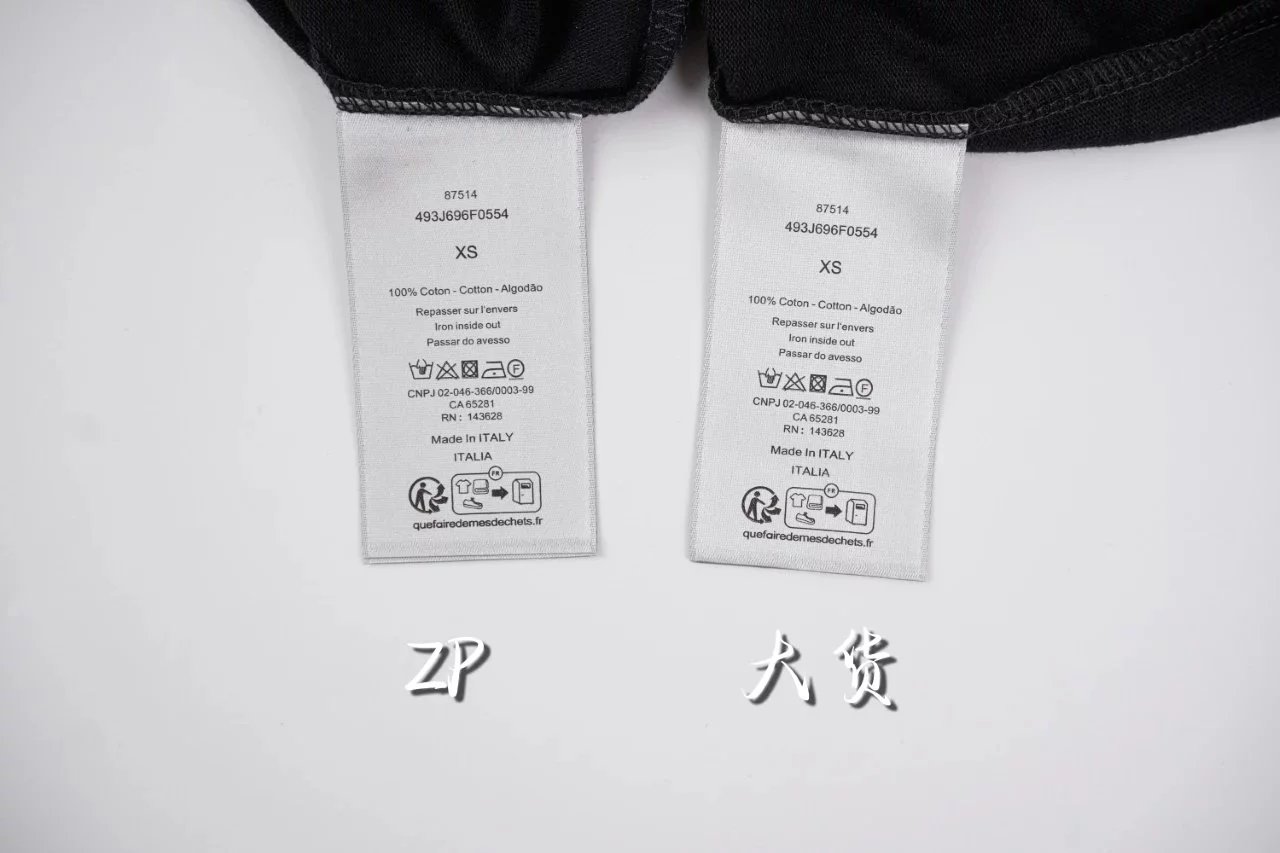 87514
493J696F0554
XS
100% Coton - Cotton - Algodão
Repasser sur l'envers
Iron inside out
Passar do avesso
F
CNPJ 02-046-366/0003-99
CA 65281
RN : 143628
Made In ITALY
ITALIA
FR
quefairedemesdechets.fr
87514
493J696F0554
XS
100% Coton - Cotton - Algodão
Repasser sur l'envers
Iron inside out
Passar do avesso
F
CNPJ 02-046-366/0003-99
CA 65281
RN : 143628
Made In ITALY
ITALIA
FR
quefairedemesdechets.fr
ZP
大货